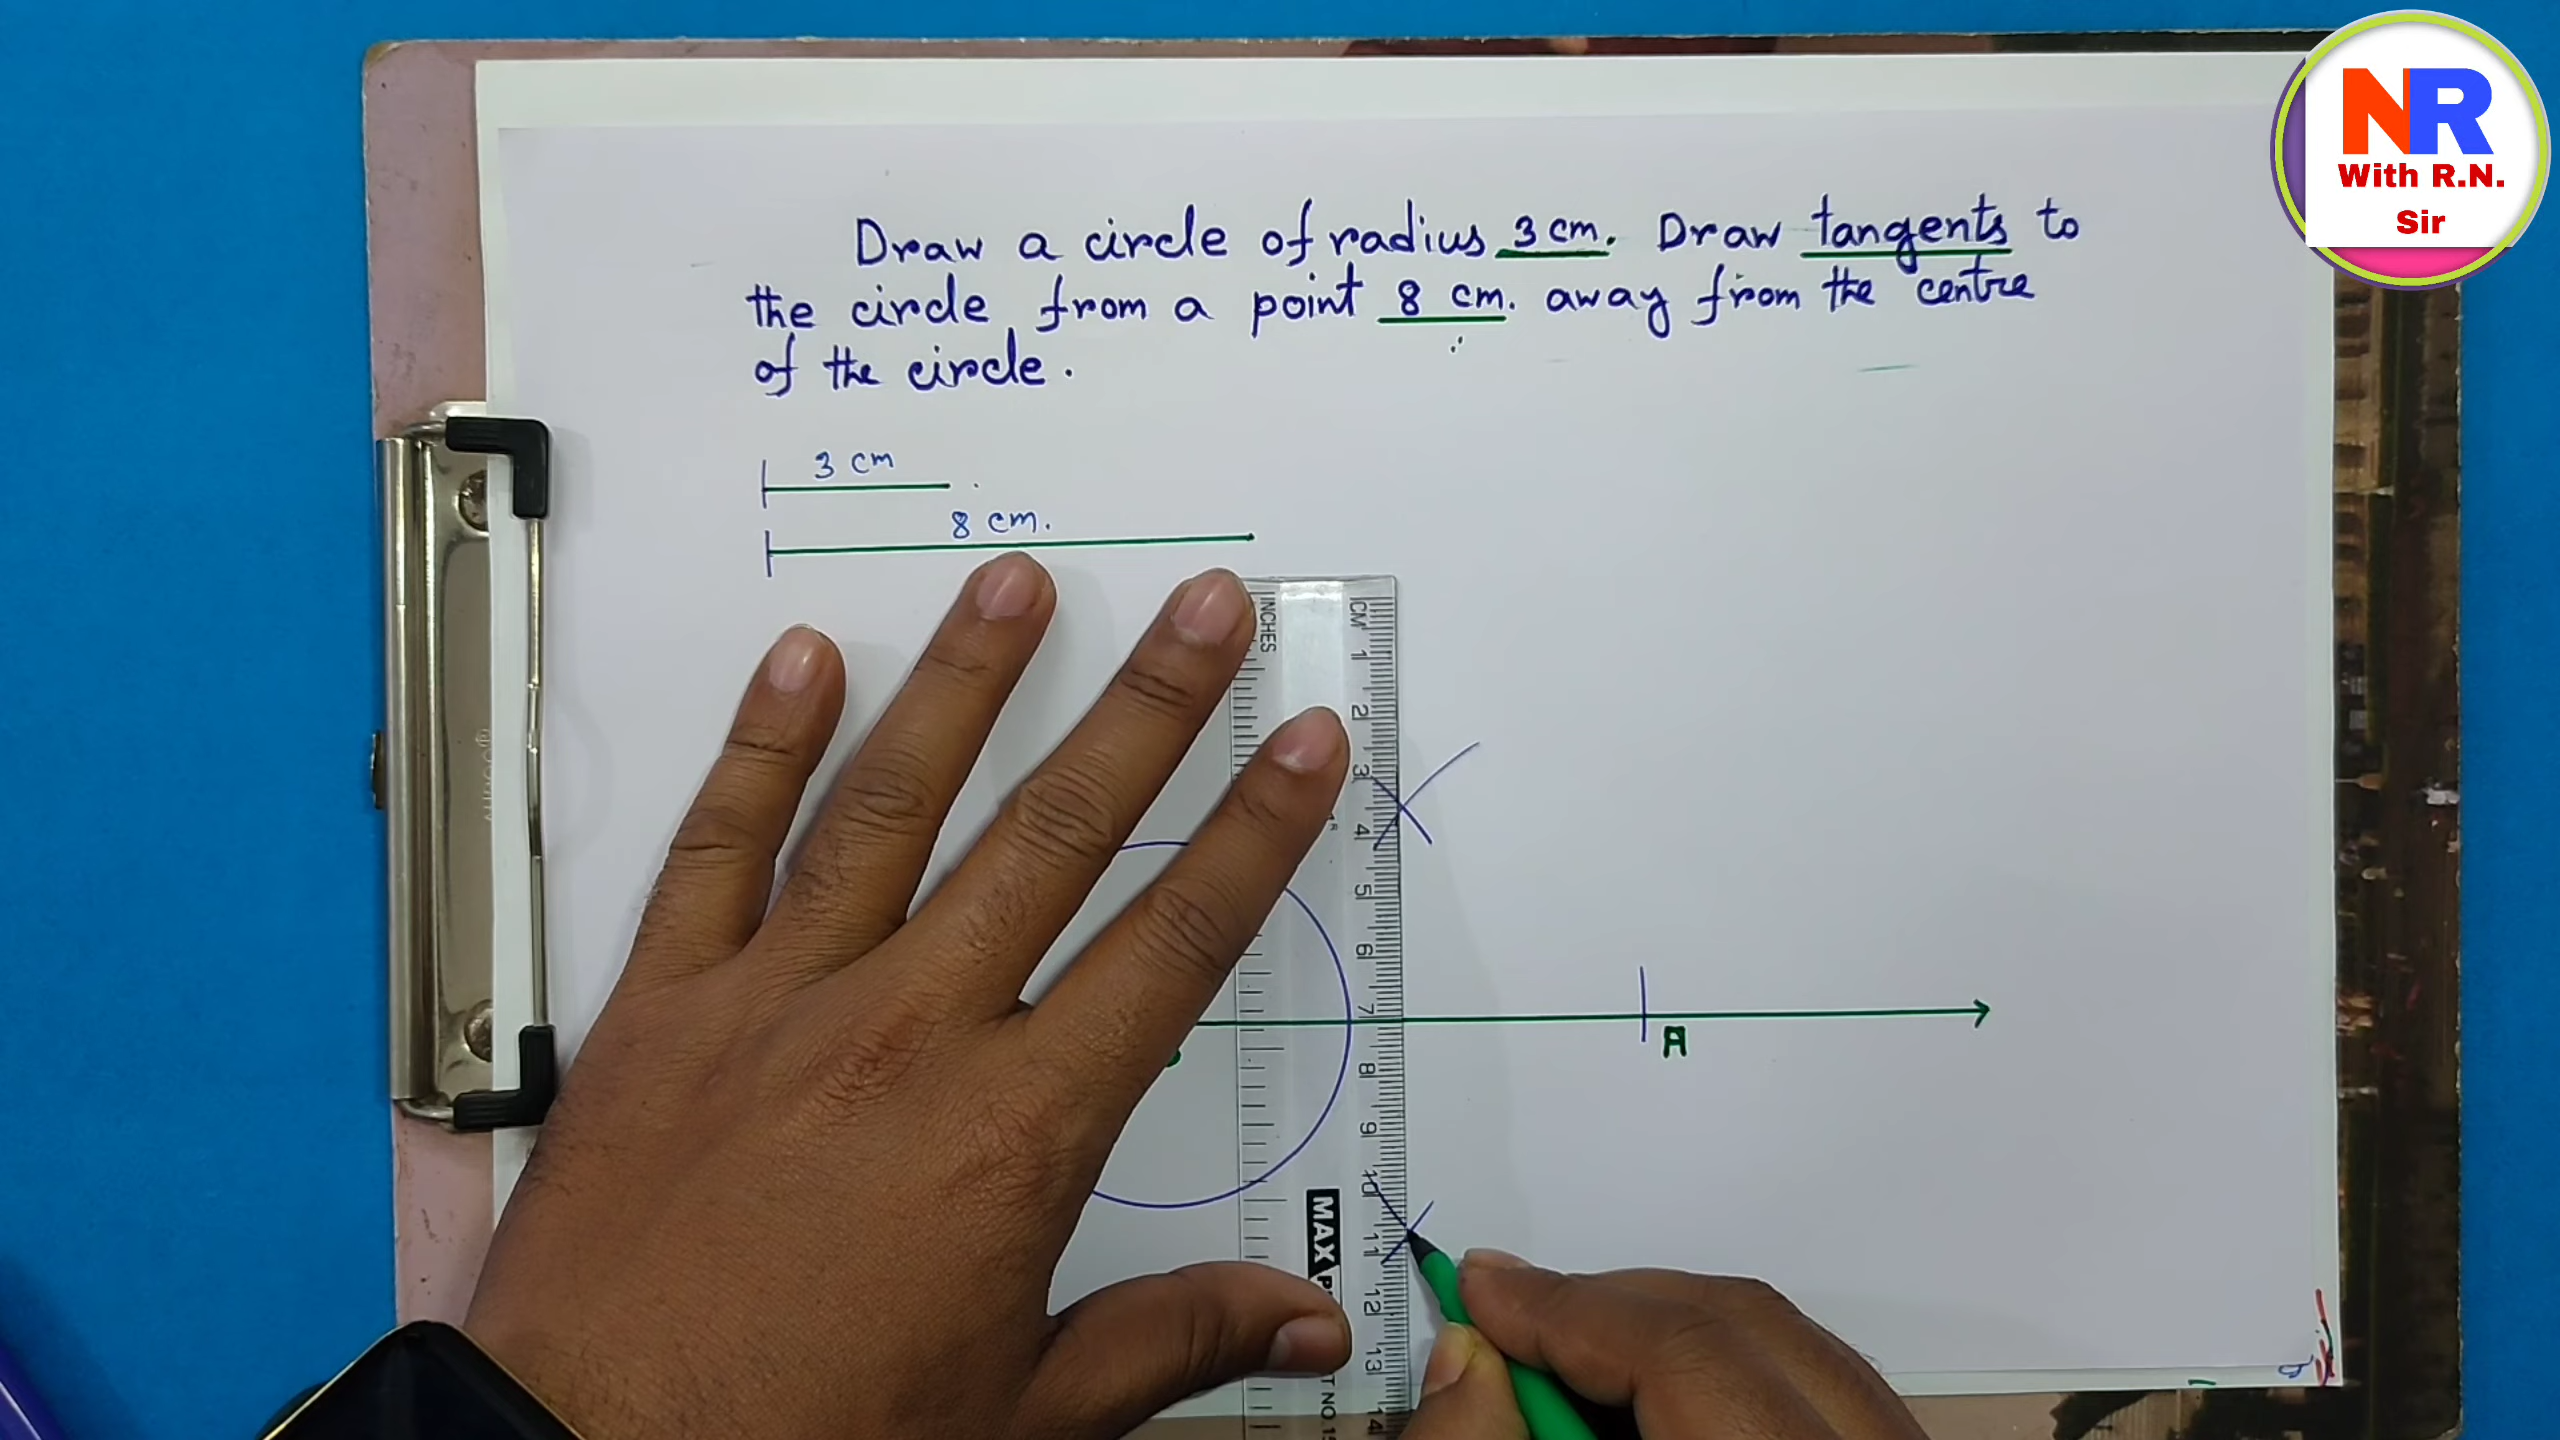 NR
With R.N.
Sir
Draw a circle of radius 3 cm. Draw tangents to
the circle from a point 8 cm. away from the centre
of the circle.
3 cm
8 cm.
INCHES
CM 1 2 3 4 5 6 7 8 9 10 11 12 13 14
A
MAX